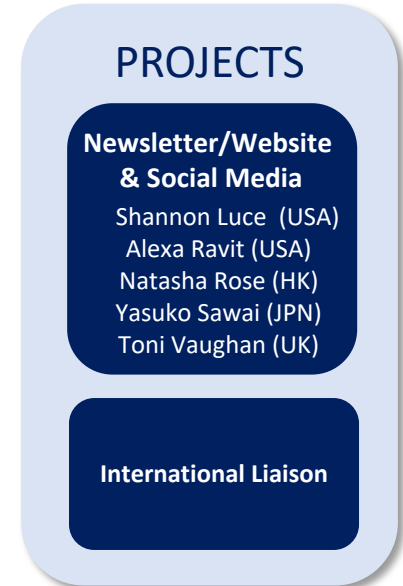 PROJECTS
Newsletter/Website
& Social Media
Shannon Luce (USA)
Alexa Ravit (USA)
Natasha Rose (HK)
Yasuko Sawai (JPN)
Toni Vaughan (UK)
International Liaison